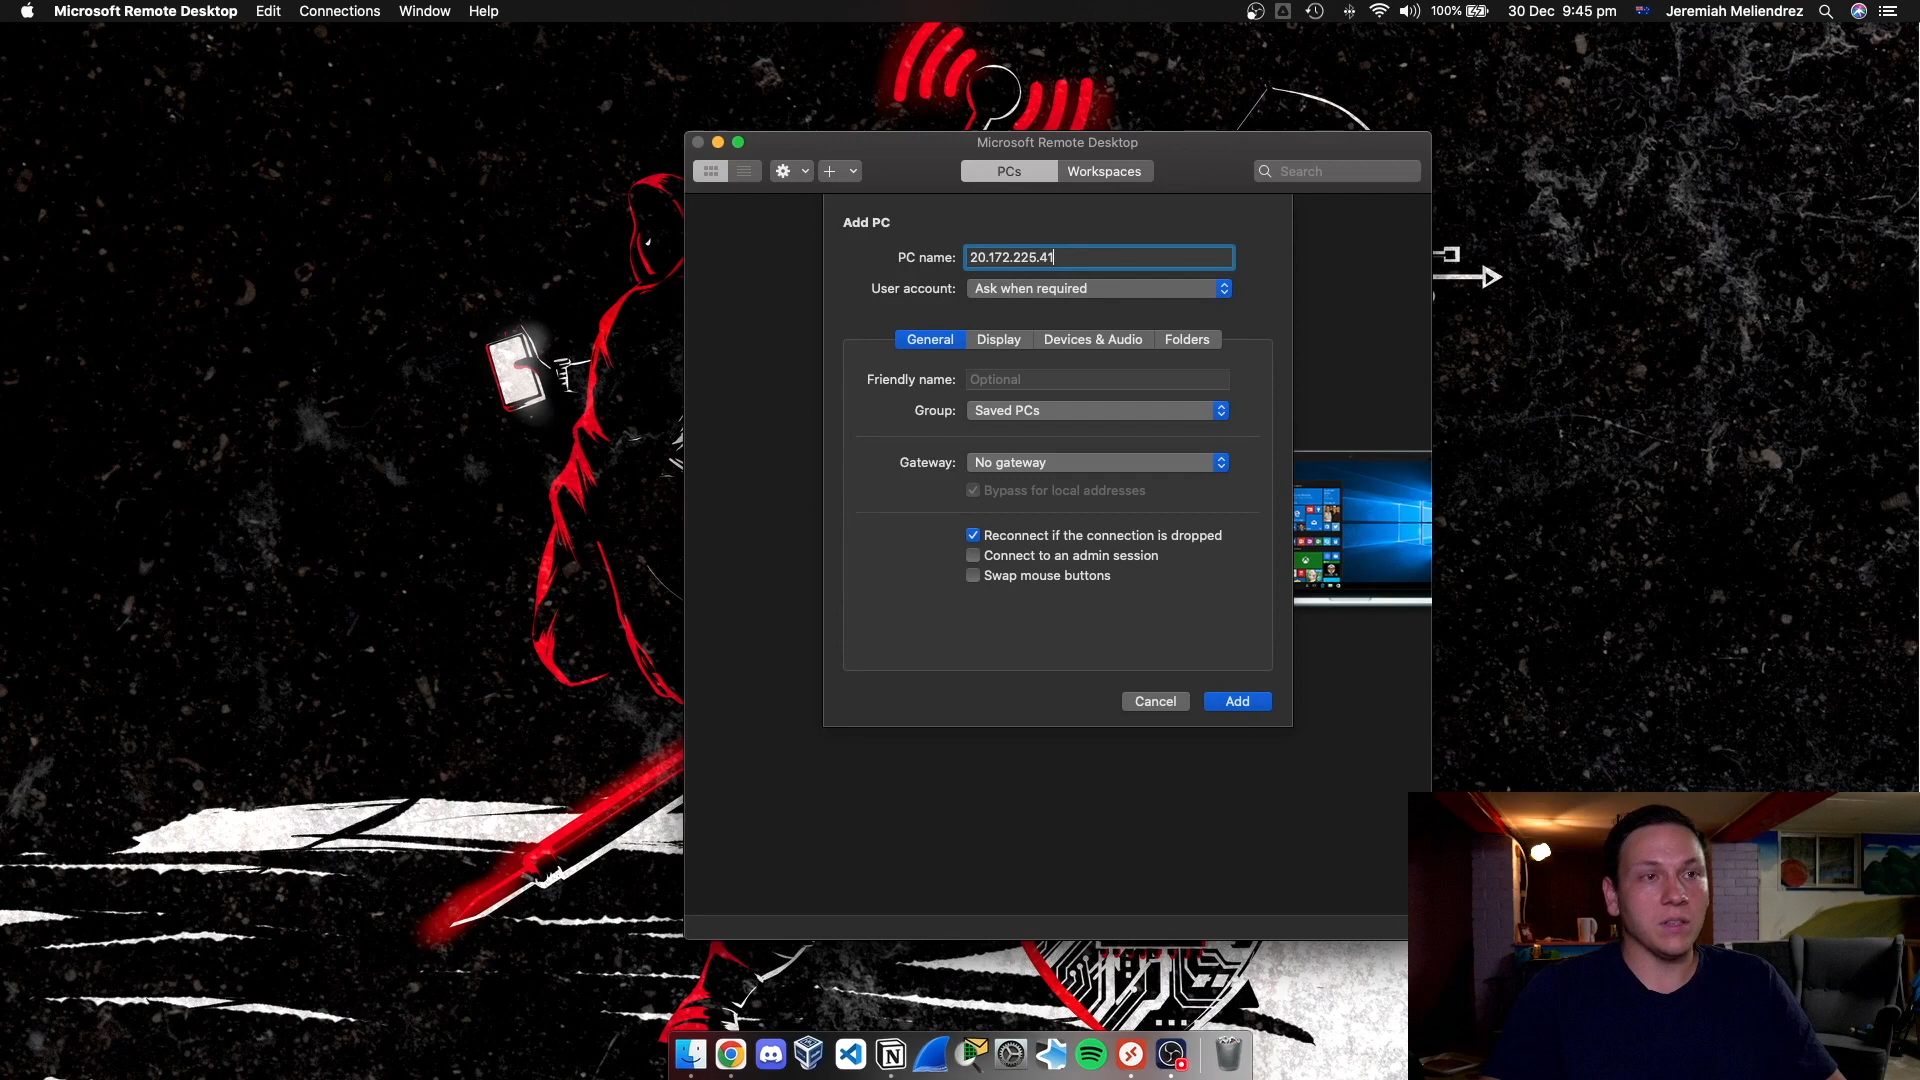 Microsoft Remote Desktop Edit Connections Window Help 100% 30 Dec 9:45 pm Jeremiah Meliendrez
Microsoft Remote Desktop
PCs Workspaces Search
Add PC
PC name: 20.172.225.41
User account: Ask when required
General Display Devices & Audio Folders
Friendly name: Optional
Group: Saved PCs
Gateway: No gateway
Bypass for local addresses
Reconnect if the connection is dropped
Connect to an admin session
Swap mouse buttons
Cancel Add